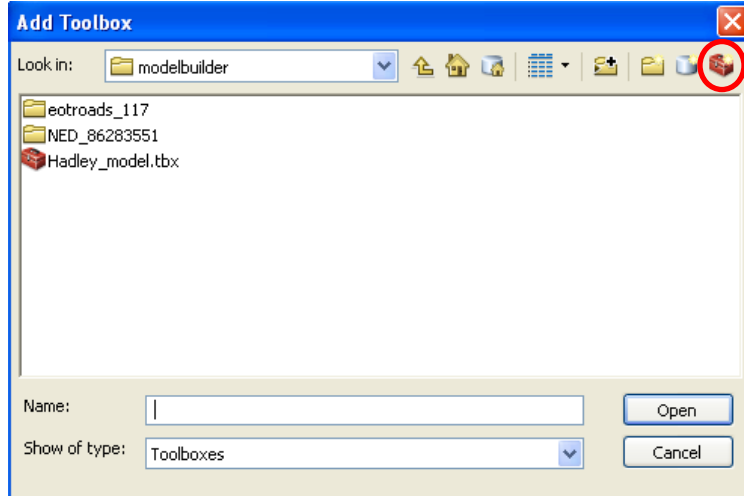 Add Toolbox
Look in: modelbuilder
eotroads_117
NED_86283551
Hadley_model.tbx
Name: Open
Show of type: Toolboxes Cancel